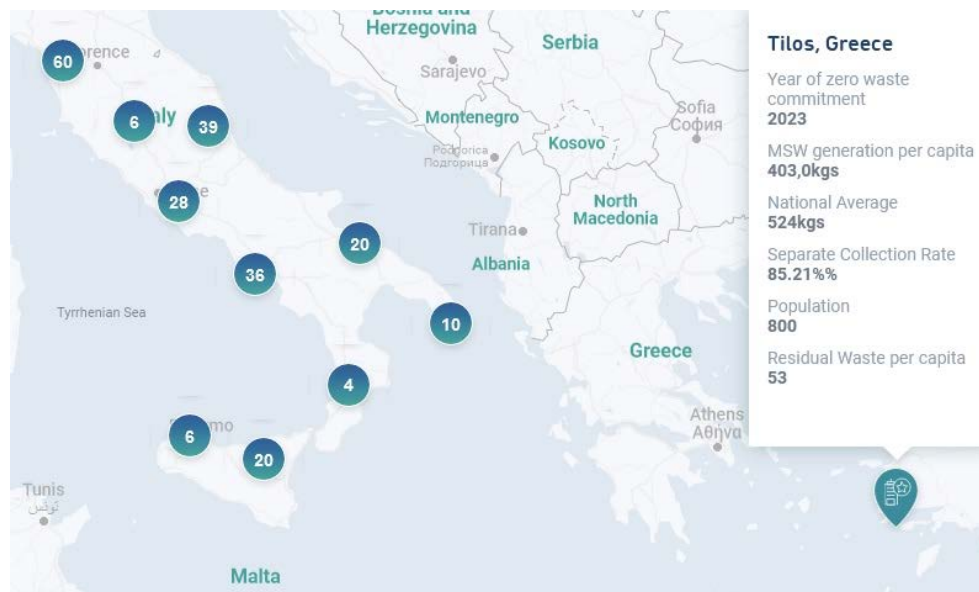 Bosnia and
Herzegovina
Serbia
Sarajevo
Montenegro
Podgorica
Подгорица
Kosovo
Sofia
София
North
Macedonia
Tirana
Albania
Greece
Athens
Αθήνα
Tyrrhenian Sea
Tunis
تونس
Malta
60
rence
6
aly
39
28
e
20
36
10
4
6
mo
20
Tilos, Greece
Year of zero waste
commitment
2023
MSW generation per capita
403,0kgs
National Average
524kgs
Separate Collection Rate
85.21%%
Population
800
Residual Waste per capita
53